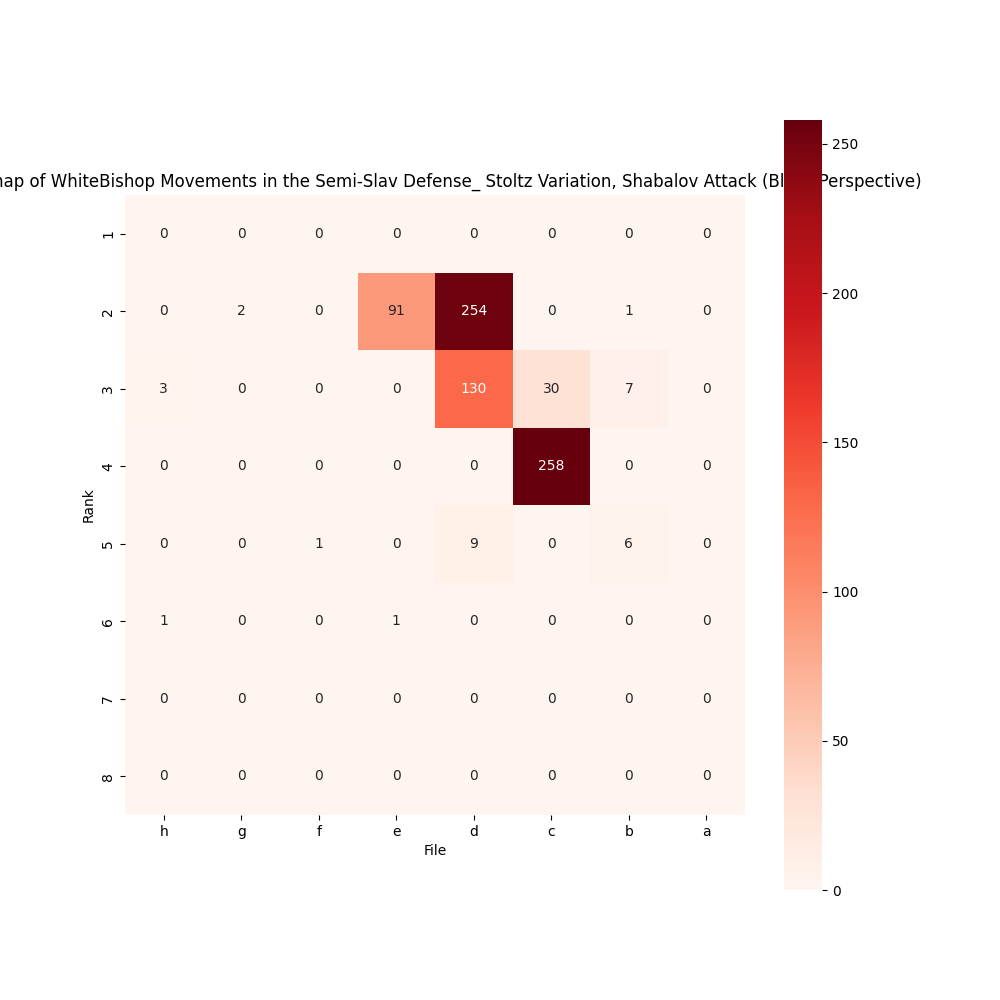 of WhiteBishop Movements in the Semi-Slav Defense_ Stoltz Variation, Shabalov Attack Perspective)
Rank
1 0 0 0 0 0 0 0 0
2 0 2 0 91 254 0 1 0
3 3 0 0 0 130 30 7 0
4 0 0 0 0 0 258 0 0
5 0 0 1 0 9 0 6 0
6 1 0 0 1 0 0 0 0
7 0 0 0 0 0 0 0 0
8 0 0 0 0 0 0 0 0
h g f e d c b a
File
250
200
150
100
50
0